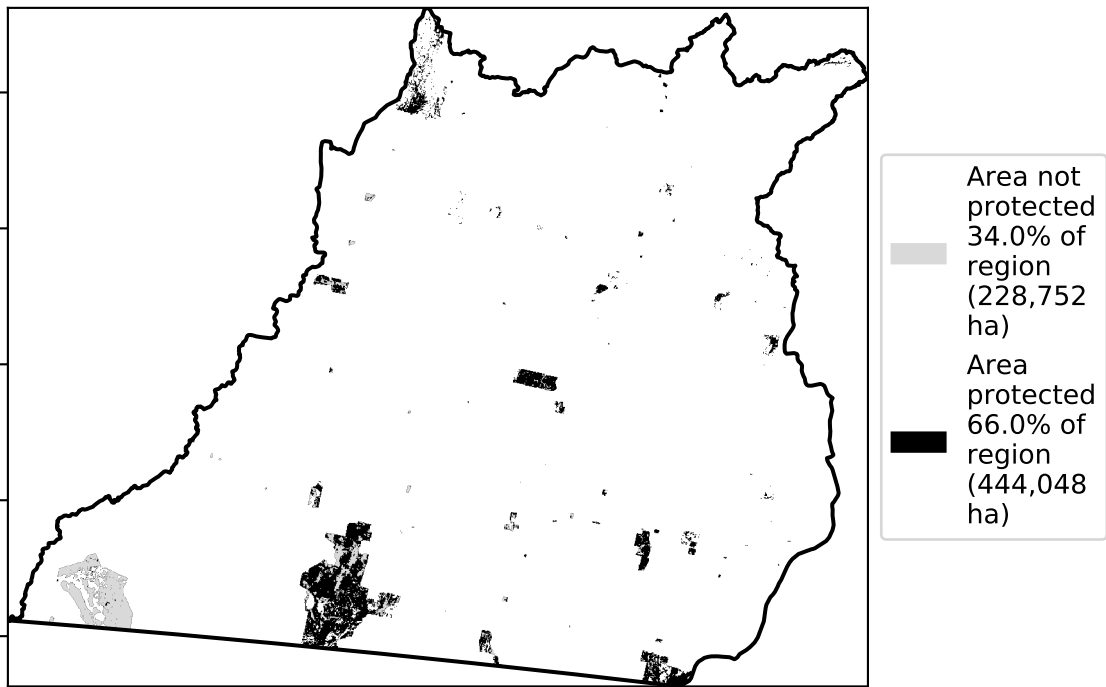 Area not
protected
34.0% of
region
(228,752
ha)
Area
protected
66.0% of
region
(444,048
ha)